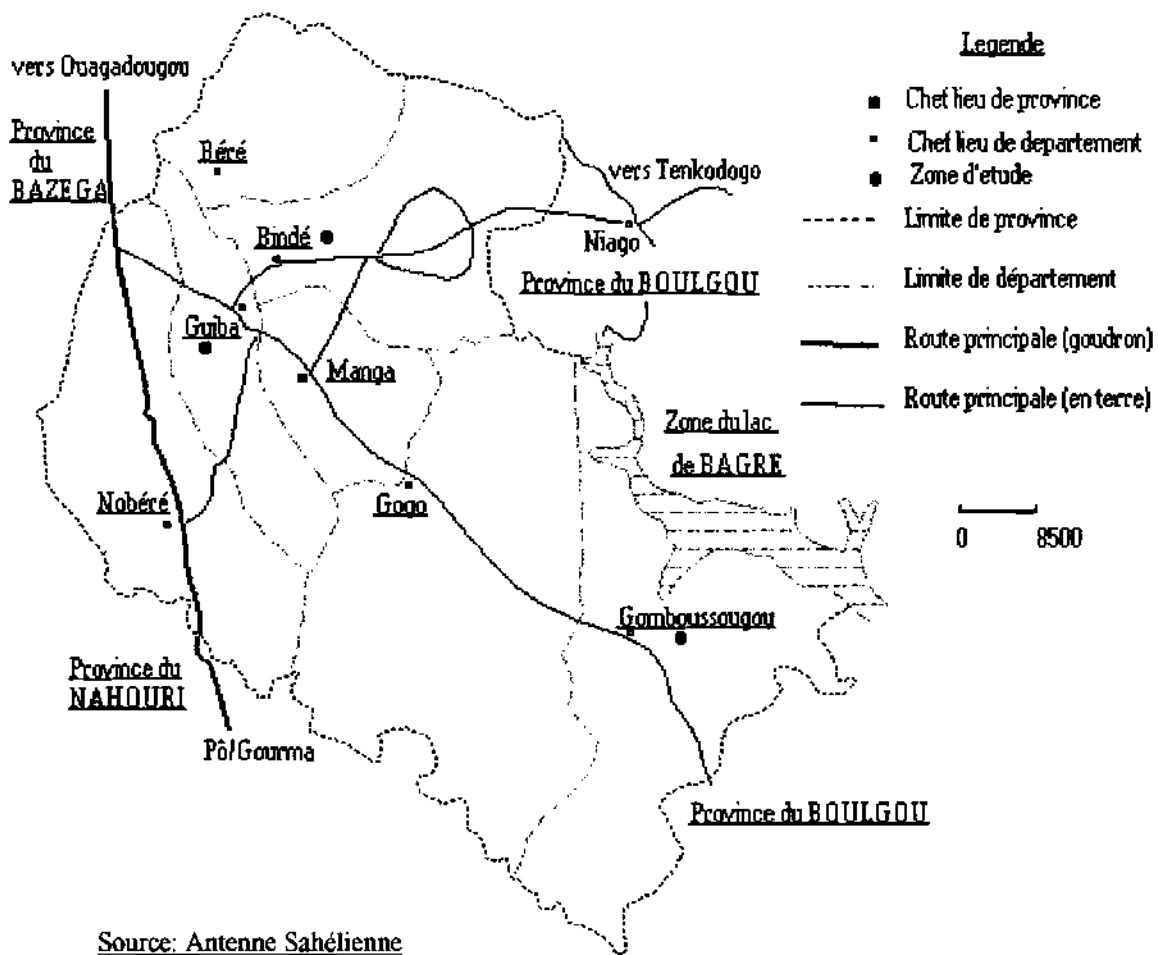 vers Ouagadougou
Province
du
BAZEGA
Béré
Bindé
Guiba
Manga
Nobéré
Gogo
vers Tenkodogo
Niago
Province du BOULGOU
Zone du lac
de BAGRE
Gomboussougou
Province du
NAHOURI
Pô/Gourma
Province du BOULGOU
Legende
Chef lieu de province
Chef lieu de departement
Zone d'etude
Limite de province
Limite de département
Route principale (goudron)
Route principale (en terre)
0 8500
Source: Antenne Sahélienne